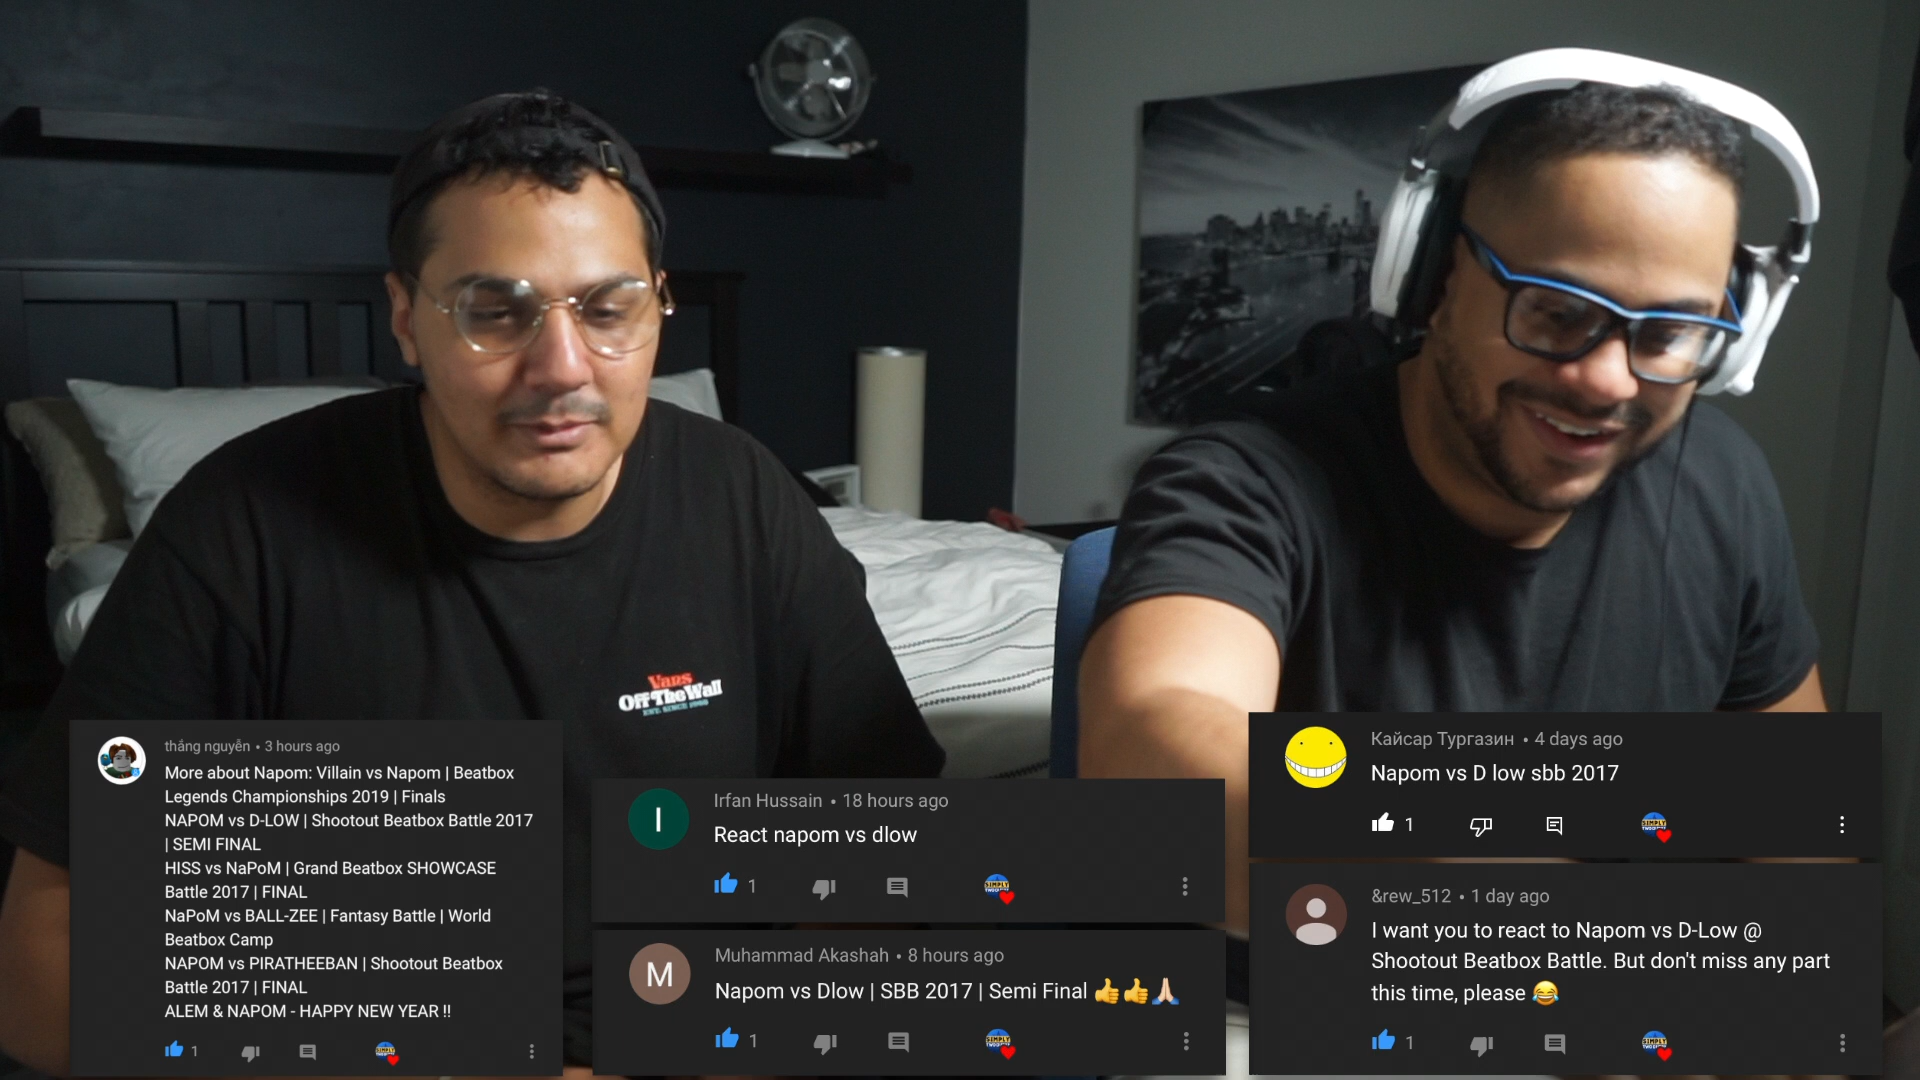 Vans
Off The Wall
thắng nguyễn • 3 hours ago
More about Napom: Villain vs Napom | Beatbox
Legends Championships 2019 | Finals
NAPOM vs D-LOW | Shootout Beatbox Battle 2017
| SEMI FINAL
HISS vs NaPoM | Grand Beatbox SHOWCASE
Battle 2017 | FINAL
NaPoM vs BALL-ZEE | Fantasy Battle | World
Beatbox Camp
NAPOM vs PIRATHEEBAN | Shootout Beatbox
Battle 2017 | FINAL
ALEM & NAPOM - HAPPY NEW YEAR !!
1
I
Irfan Hussain • 18 hours ago
React napom vs dlow
1
SIMPLY
M
Muhammad Akashah • 8 hours ago
Napom vs Dlow | SBB 2017 | Semi Final 👍👍🙏🏻
1
SIMPLY
Кайсар Тургазин • 4 days ago
Napom vs D low sbb 2017
1
SIMPLY
&rew_512 • 1 day ago
I want you to react to Napom vs D-Low @
Shootout Beatbox Battle. But don't miss any part
this time, please 😂
1
SIMPLY